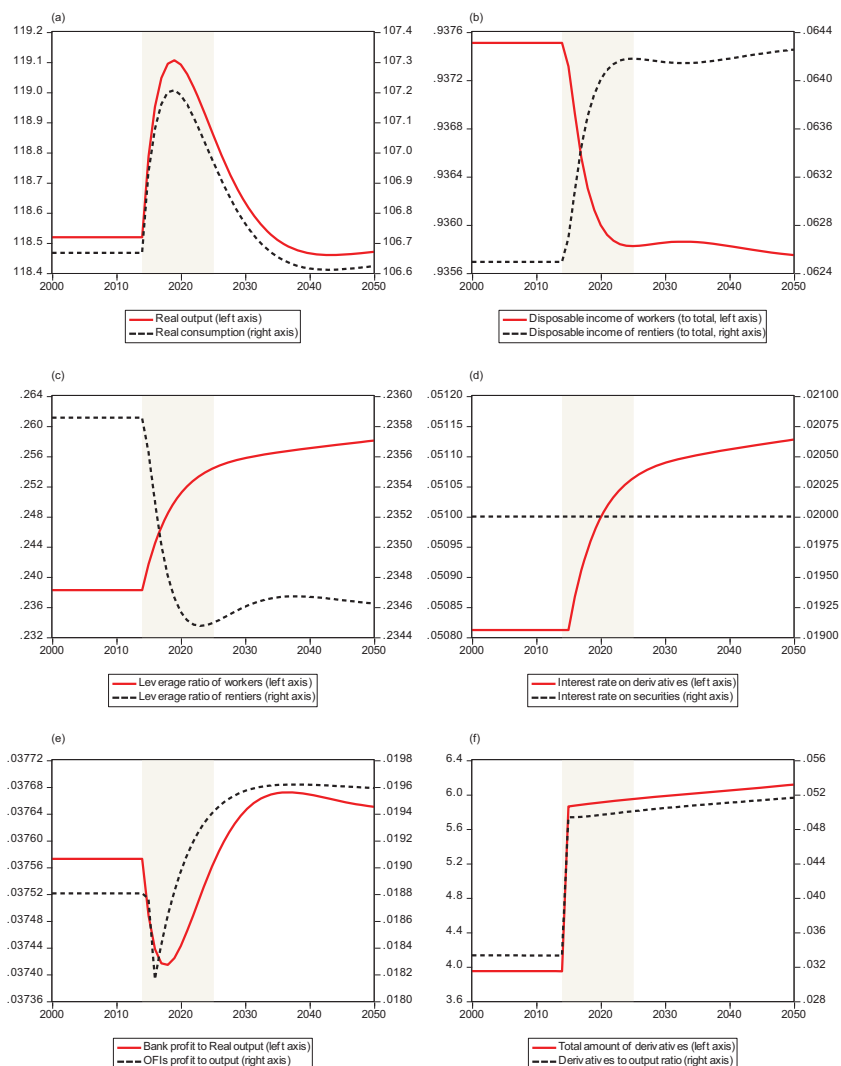 (a)
119.2 107.4
119.1 107.3
119.0 107.2
118.9 107.1
118.8 107.0
118.7 106.9
118.6 106.8
118.5 106.7
118.4 106.6
2000 2010 2020 2030 2040 2050
Real output (left axis)
Real consumption (right axis)
(b)
.9376 .0644
.9372 .0640
.9368 .0636
.9364 .0632
.9360 .0628
.9356 .0624
2000 2010 2020 2030 2040 2050
Disposable income of workers (to total, left axis)
Disposable income of rentiers (to total, right axis)
(c)
.264 .2360
.260 .2358
.256 .2356
.252 .2354
.248 .2352
.244 .2350
.240 .2348
.236 .2346
.232 .2344
2000 2010 2020 2030 2040 2050
Leverage ratio of workers (left axis)
Leverage ratio of rentiers (right axis)
(d)
.05120 .02100
.05115 .02075
.05110 .02050
.05105 .02025
.05100 .02000
.05095 .01975
.05090 .01950
.05085 .01925
.05080 .01900
2000 2010 2020 2030 2040 2050
Interest rate on derivatives (left axis)
Interest rate on securities (right axis)
(e)
.03772 .0198
.03768 .0196
.03764 .0194
.03760 .0192
.03756 .0190
.03752 .0188
.03748 .0186
.03744 .0184
.03740 .0182
.03736 .0180
2000 2010 2020 2030 2040 2050
Bank profit to Real output (left axis)
OFIs profit to output (right axis)
(f)
6.4 .056
6.0 .052
5.6 .048
5.2 .044
4.8 .040
4.4 .036
4.0 .032
3.6 .028
2000 2010 2020 2030 2040 2050
Total amount of derivatives (left axis)
Derivatives to output ratio (right axis)